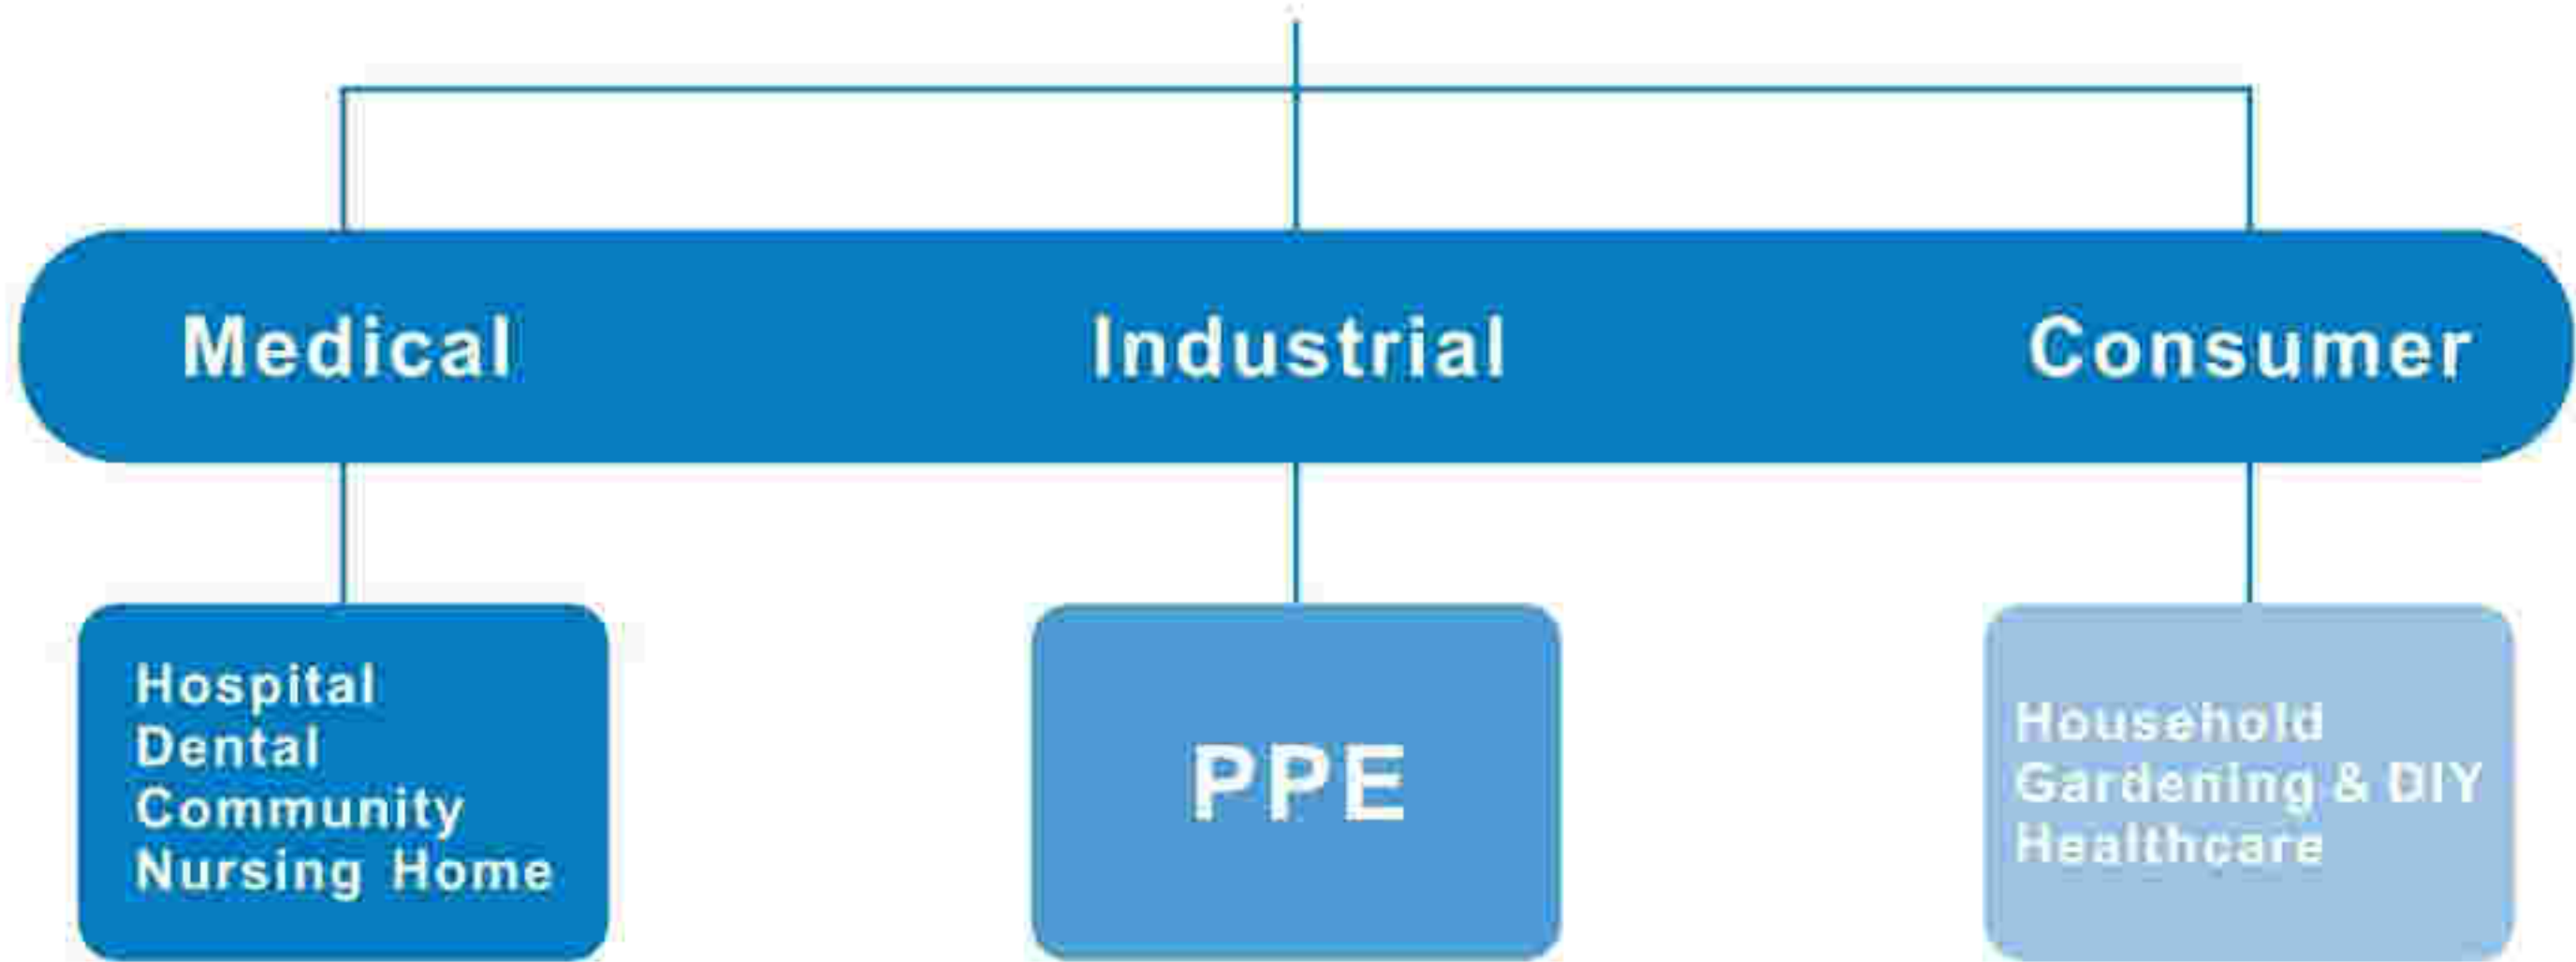 Medical Industrial Consumer
Hospital
Dental
Community
Nursing Home
PPE
Household
Gardening & DIY
Healthcare